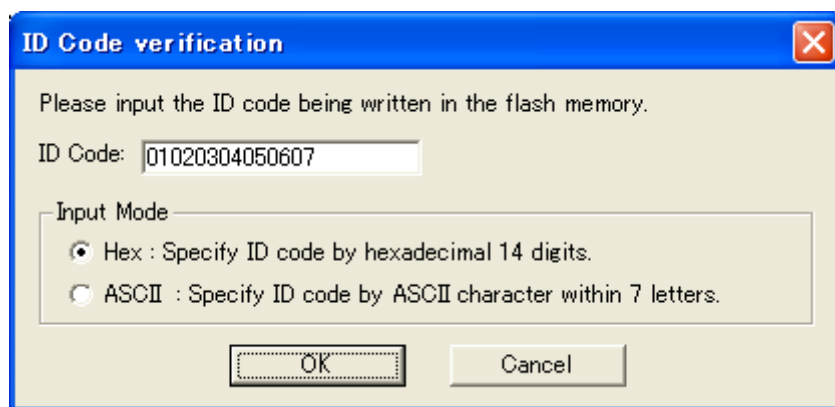 ID Code verification
Please input the ID code being written in the flash memory.
ID Code: 01020304050607
Input Mode
Hex : Specify ID code by hexadecimal 14 digits.
ASCII : Specify ID code by ASCII character within 7 letters.
OK Cancel